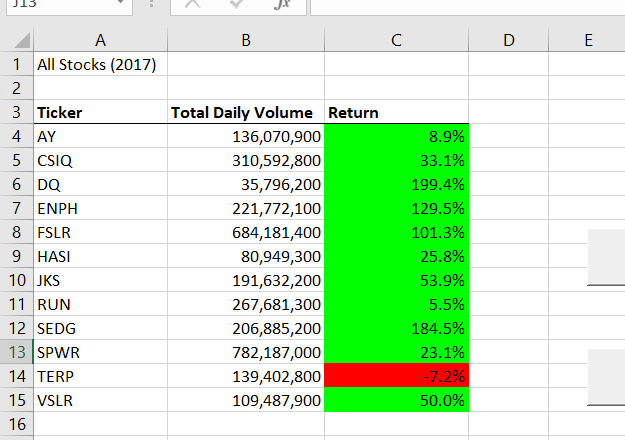 J13 fx
A B C D E
1 All Stocks (2017)
2
3 Ticker Total Daily Volume Return
4 AY 136,070,900 8.9%
5 CSIQ 310,592,800 33.1%
6 DQ 35,796,200 199.4%
7 ENPH 221,772,100 129.5%
8 FSLR 684,181,400 101.3%
9 HASI 80,949,300 25.8%
10 JKS 191,632,200 53.9%
11 RUN 267,681,300 5.5%
12 SEDG 206,885,200 184.5%
13 SPWR 782,187,000 23.1%
14 TERP 139,402,800 -7.2%
15 VSLR 109,487,900 50.0%
16